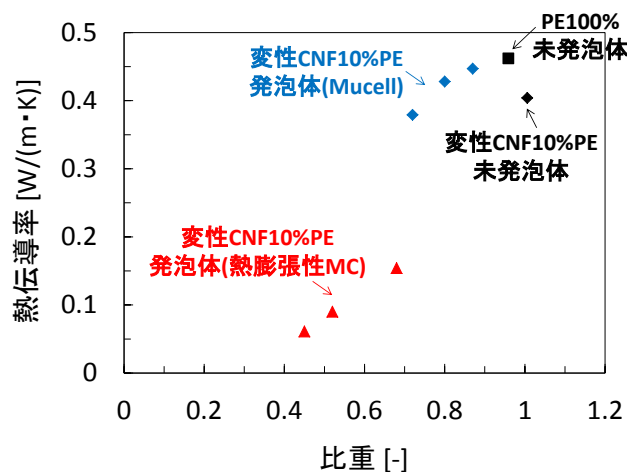 PE100%
未発泡体
変性CNF10%PE
発泡体(Mucell)
変性CNF10%PE
未発泡体
変性CNF10%PE
発泡体(熱膨張性MC)
熱伝導率 [W/(m・K)]
0.5
0.4
0.3
0.2
0.1
0
0 0.2 0.4 0.6 0.8 1 1.2
比重 [-]